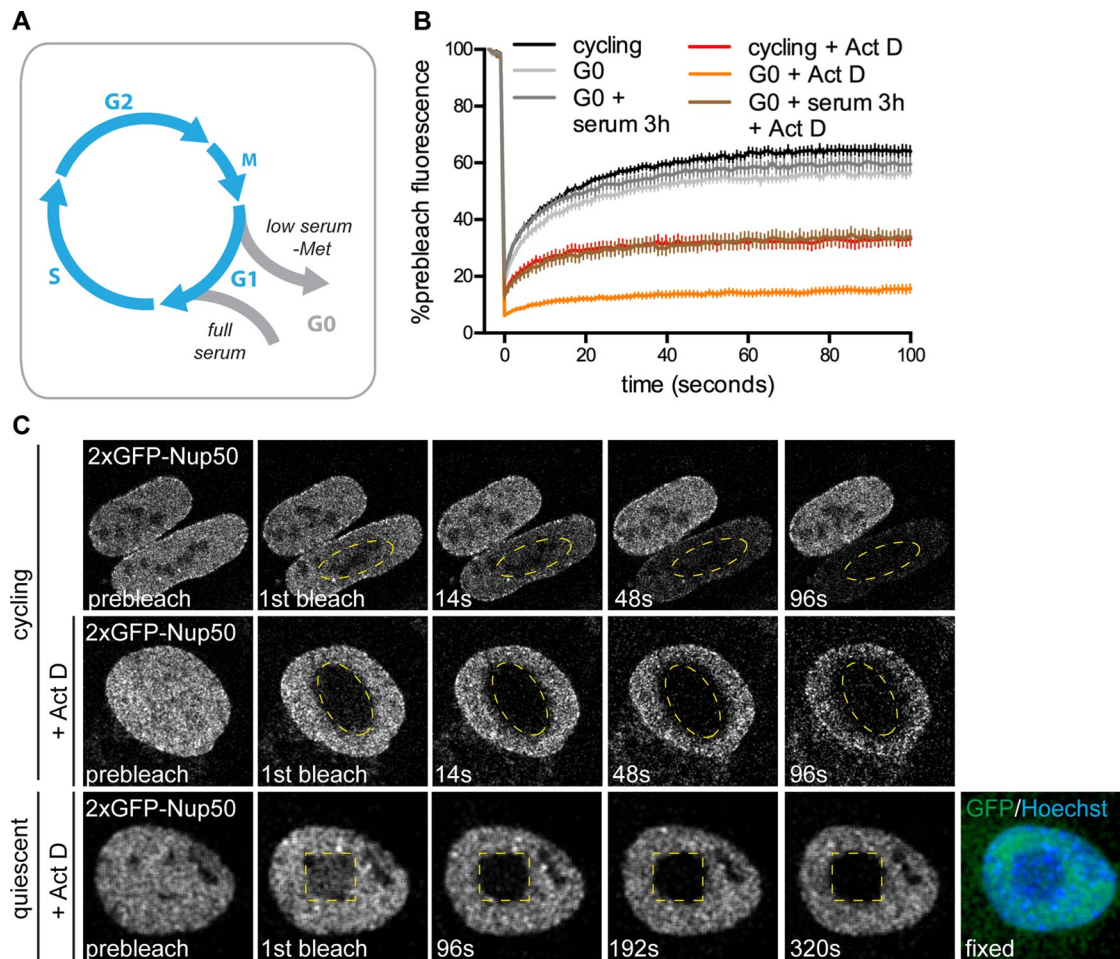 A
G2
M
S
G1
low serum
-Met
full
serum
G0
B
%prebleach fluorescence
100
80
60
40
20
0
cycling
G0
G0 +
serum 3h
cycling + Act D
G0 + Act D
G0 + serum 3h
+ Act D
0 20 40 60 80 100
time (seconds)
C
cycling
2xGFP-Nup50
prebleach 1st bleach 14s 48s 96s
+ Act D
2xGFP-Nup50
prebleach 1st bleach 14s 48s 96s
quiescent
+ Act D
2xGFP-Nup50
GFP/Hoechst
prebleach 1st bleach 96s 192s 320s fixed